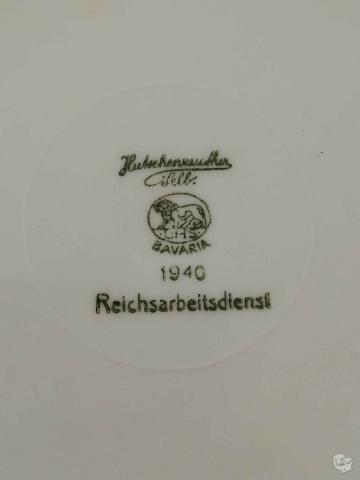 Hutschenreuther
Selb.
L.H.S.
BAVARIA
1940
Reichsarbeitsdienst